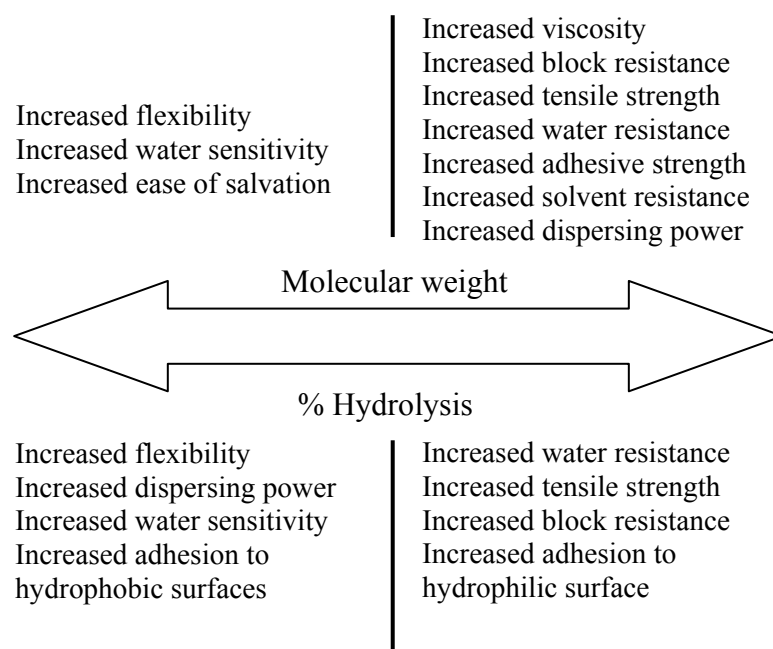 Increased flexibility
Increased water sensitivity
Increased ease of salvation
Increased viscosity
Increased block resistance
Increased tensile strength
Increased water resistance
Increased adhesive strength
Increased solvent resistance
Increased dispersing power
Molecular weight
% Hydrolysis
Increased flexibility
Increased dispersing power
Increased water sensitivity
Increased adhesion to
hydrophobic surfaces
Increased water resistance
Increased tensile strength
Increased block resistance
Increased adhesion to
hydrophilic surface